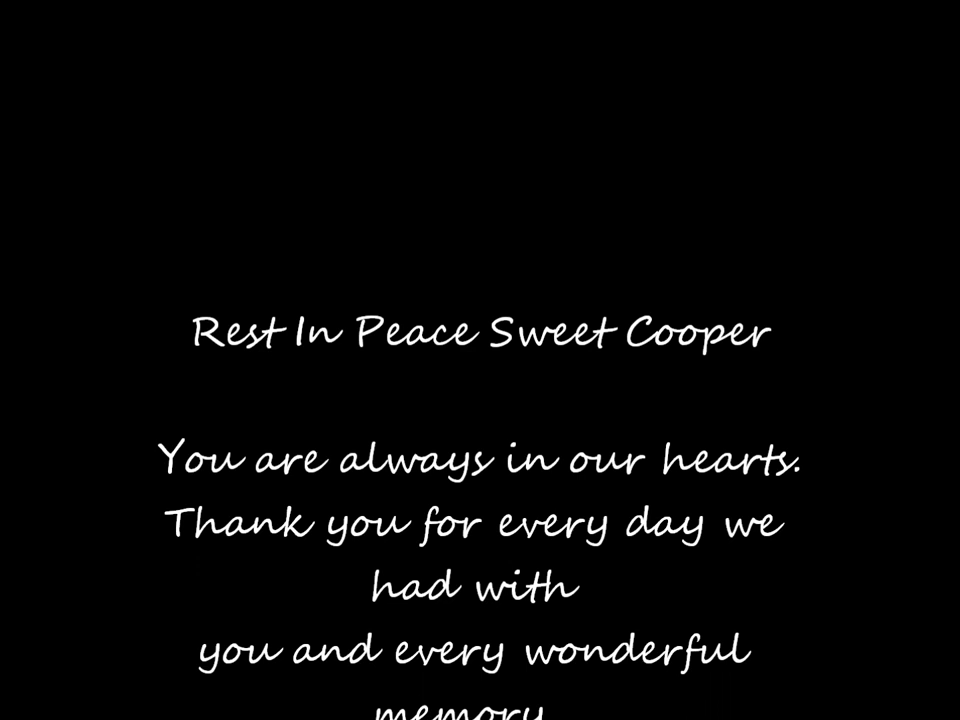 Rest In Peace Sweet Cooper
You are always in our hearts.
Thank you for every day we
had with
you and every wonderful
memory